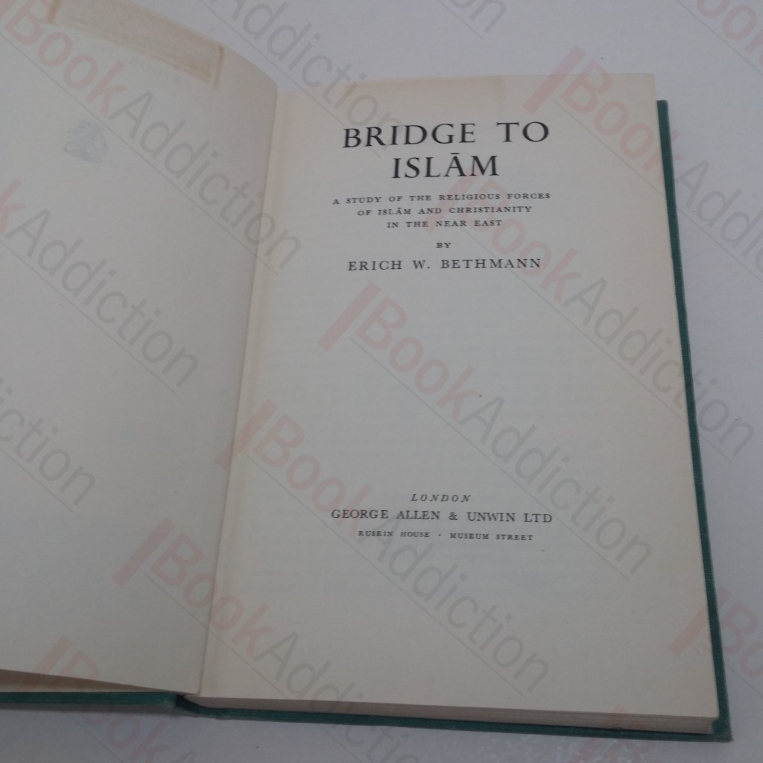 BRIDGE TO
ISLĀM
A STUDY OF THE RELIGIOUS FORCES
OF ISLĀM AND CHRISTIANITY
IN THE NEAR EAST
BY
ERICH W. BETHMANN
LONDON
GEORGE ALLEN & UNWIN LTD
RUSKIN HOUSE · MUSEUM STREET
BookAddiction